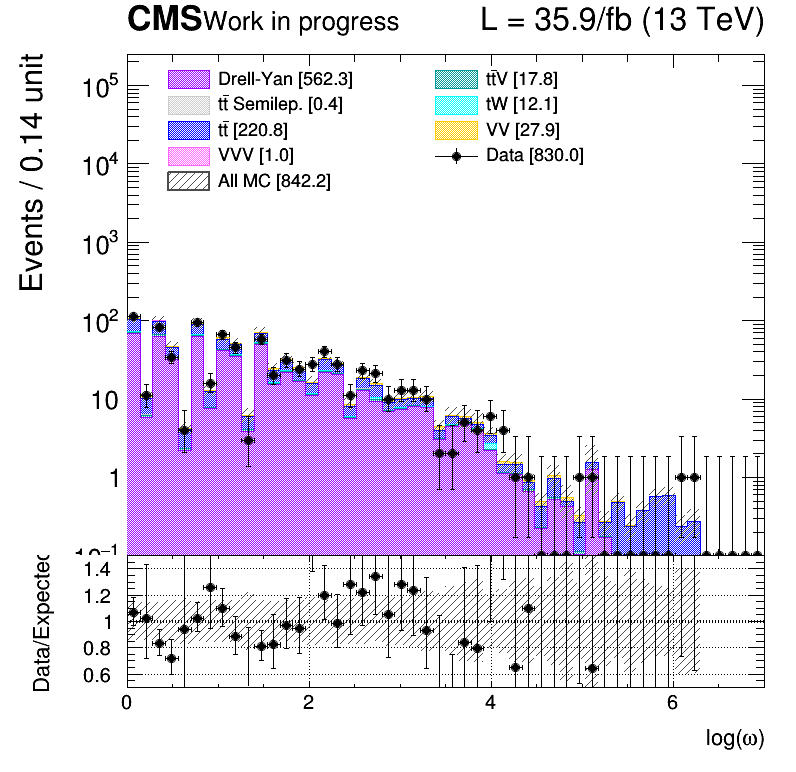 CMS Work in progress L = 35.9/fb (13 TeV)
Events / 0.14 unit
Drell-Yan [562.3]
tt̄ Semilep. [0.4]
tt̄ [220.8]
VVV [1.0]
All MC [842.2]
tt̄V [17.8]
tW [12.1]
VV [27.9]
Data [830.0]
10⁵
10⁴
10³
10²
10
1
10⁻¹
Data/Expected
1.4
1.2
1
0.8
0.6
0 2 4 6
log(ω)